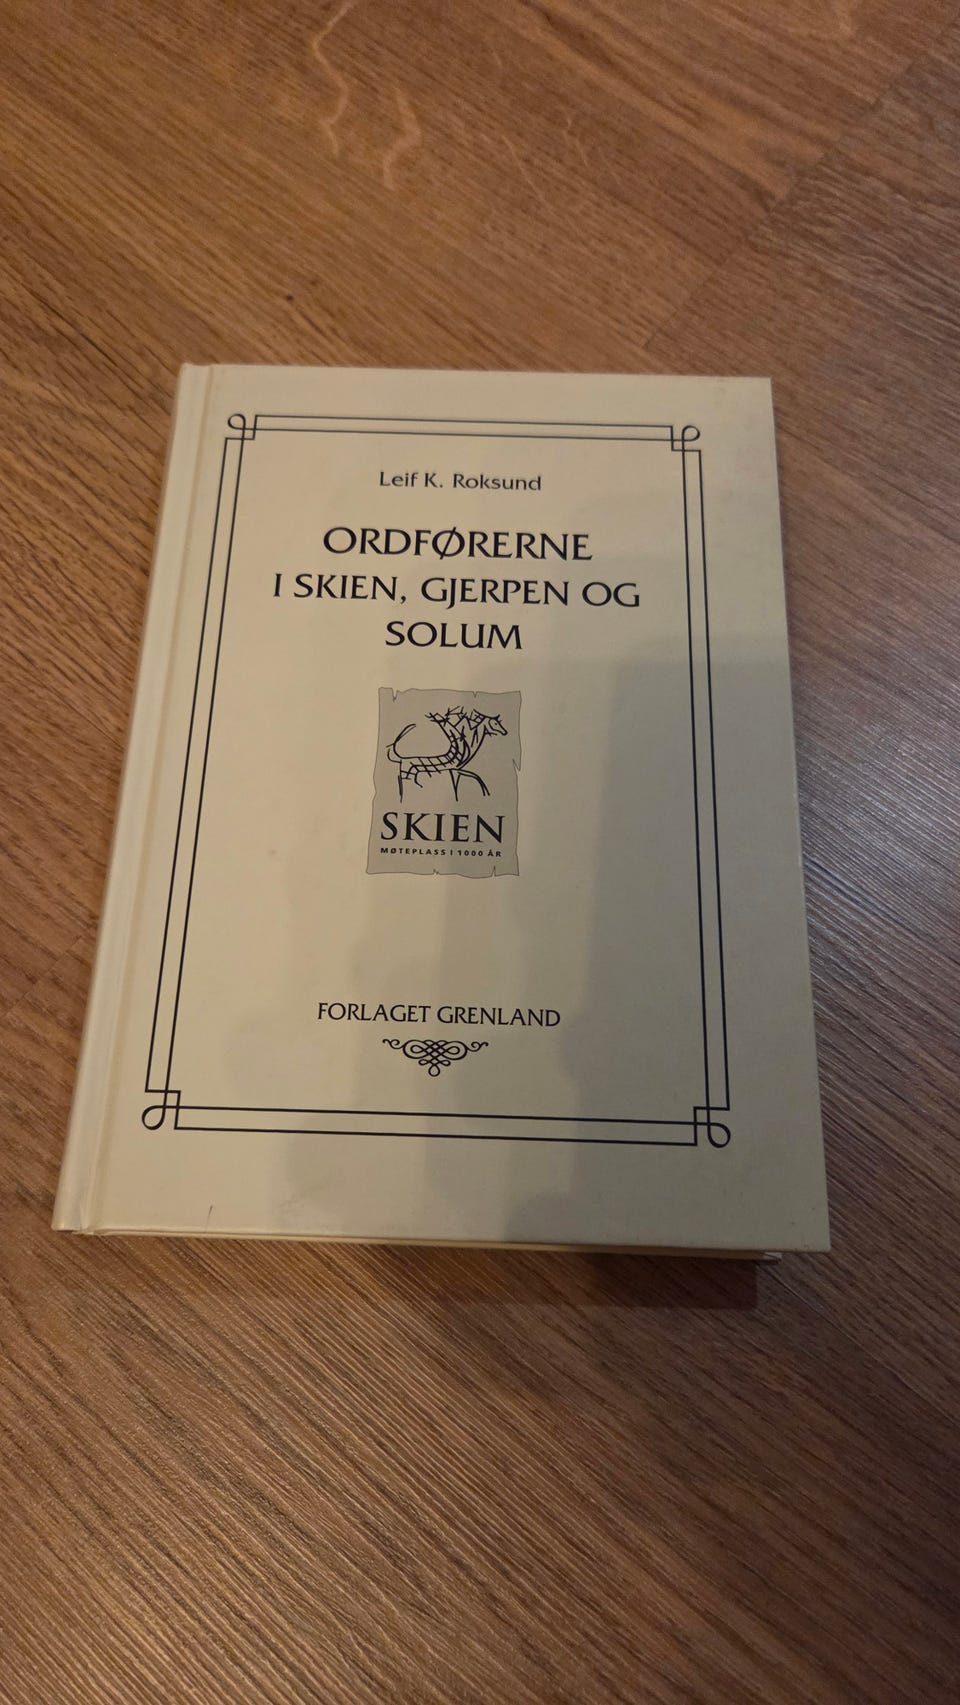 Leif K. Roksund
ORDFØRERNE
I SKIEN, GJERPEN OG
SOLUM
SKIEN
MØTEPLASS I 1000 ÅR
FORLAGET GRENLAND